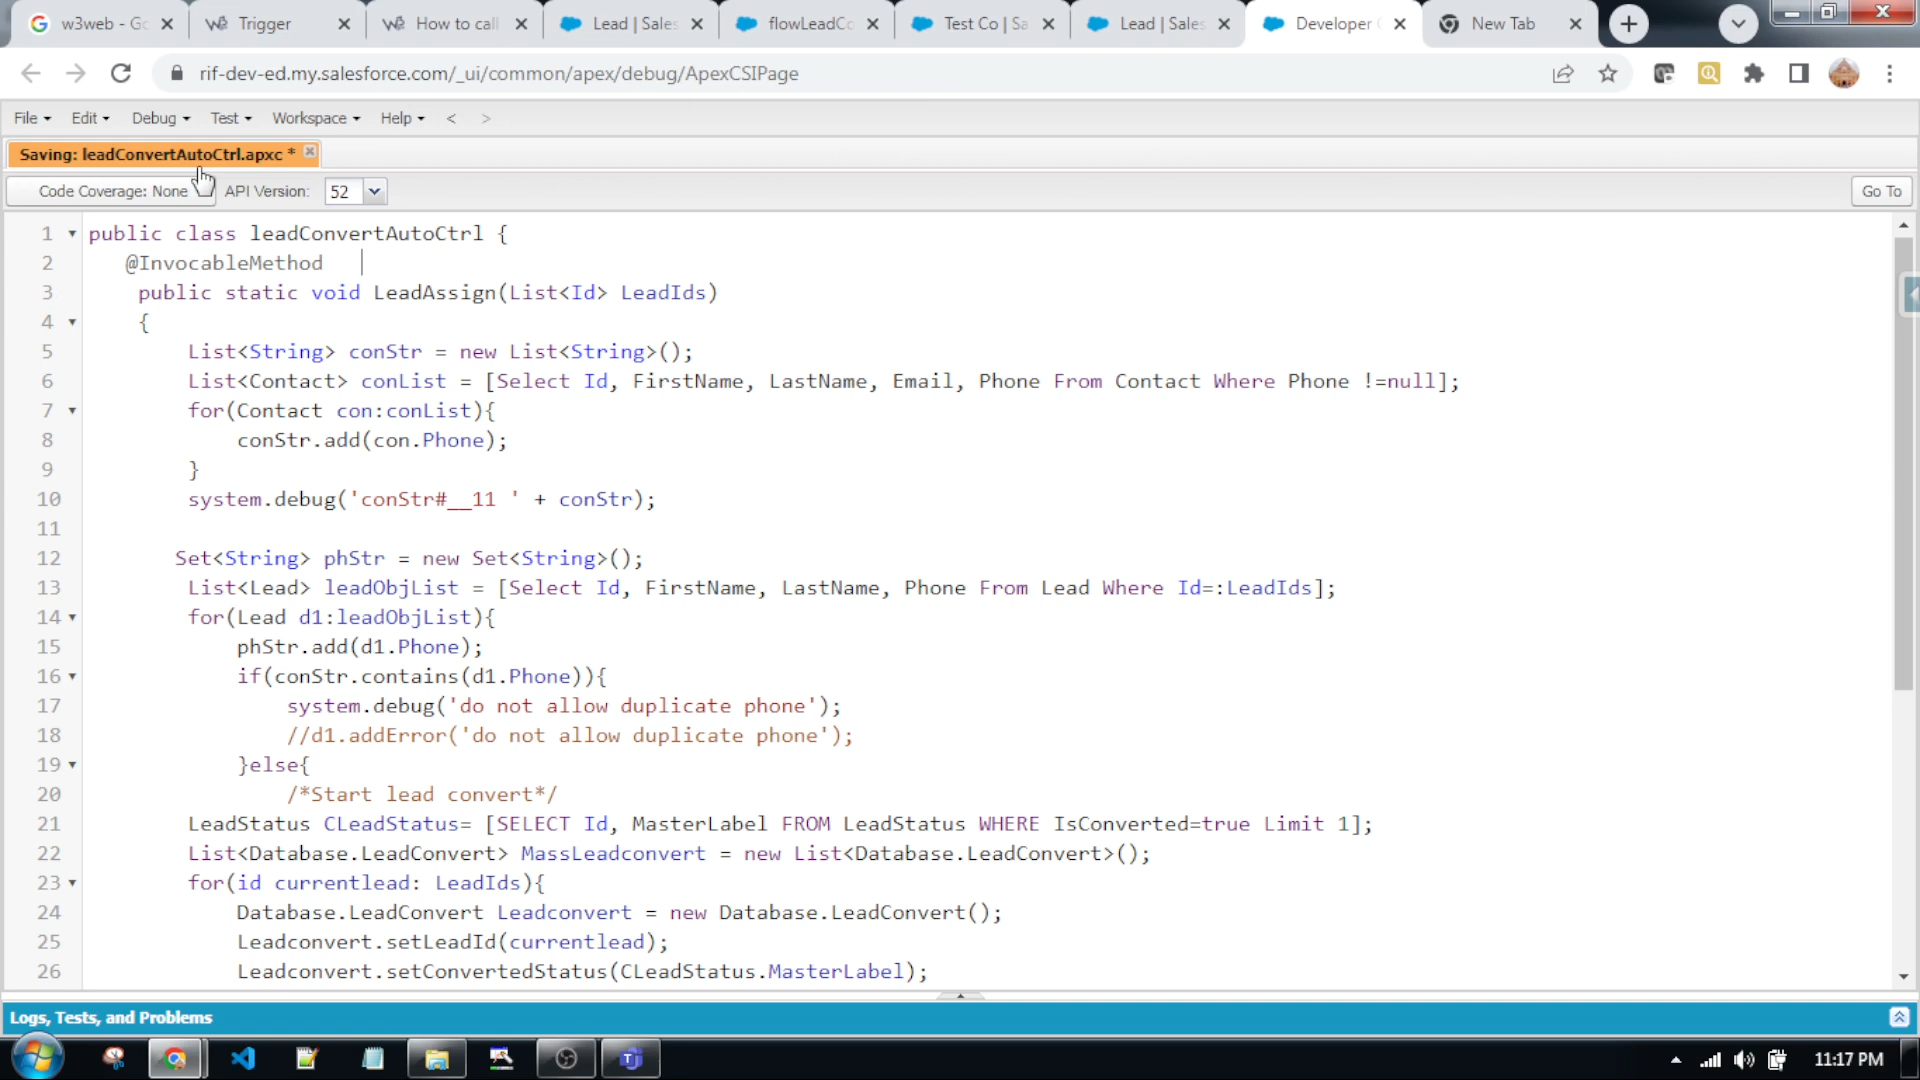 w3web - Go
Trigger
How to call
Lead | Sales
flowLeadCo
Test Co | Sa
Lead | Sales
Developer C
New Tab
rif-dev-ed.my.salesforce.com/_ui/common/apex/debug/ApexCSIPage
File
Edit
Debug
Test
Workspace
Help
<
>
Saving: leadConvertAutoCtrl.apxc *
Code Coverage: None
API Version:
52
Go To
1 public class leadConvertAutoCtrl {
2 @InvocableMethod
3 public static void LeadAssign(List<Id> LeadIds)
4 {
5 List<String> conStr = new List<String>();
6 List<Contact> conList = [Select Id, FirstName, LastName, Email, Phone From Contact Where Phone !=null];
7 for(Contact con:conList){
8 conStr.add(con.Phone);
9 }
10 system.debug('conStr#__11 ' + conStr);
11
12 Set<String> phStr = new Set<String>();
13 List<Lead> leadObjList = [Select Id, FirstName, LastName, Phone From Lead Where Id=:LeadIds];
14 for(Lead d1:leadObjList){
15 phStr.add(d1.Phone);
16 if(conStr.contains(d1.Phone)){
17 system.debug('do not allow duplicate phone');
18 //d1.addError('do not allow duplicate phone');
19 }else{
20 /*Start lead convert*/
21 LeadStatus CLeadStatus= [SELECT Id, MasterLabel FROM LeadStatus WHERE IsConverted=true Limit 1];
22 List<Database.LeadConvert> MassLeadconvert = new List<Database.LeadConvert>();
23 for(id currentlead: LeadIds){
24 Database.LeadConvert Leadconvert = new Database.LeadConvert();
25 Leadconvert.setLeadId(currentlead);
26 Leadconvert.setConvertedStatus(CLeadStatus.MasterLabel);
Logs, Tests, and Problems
11:17 PM